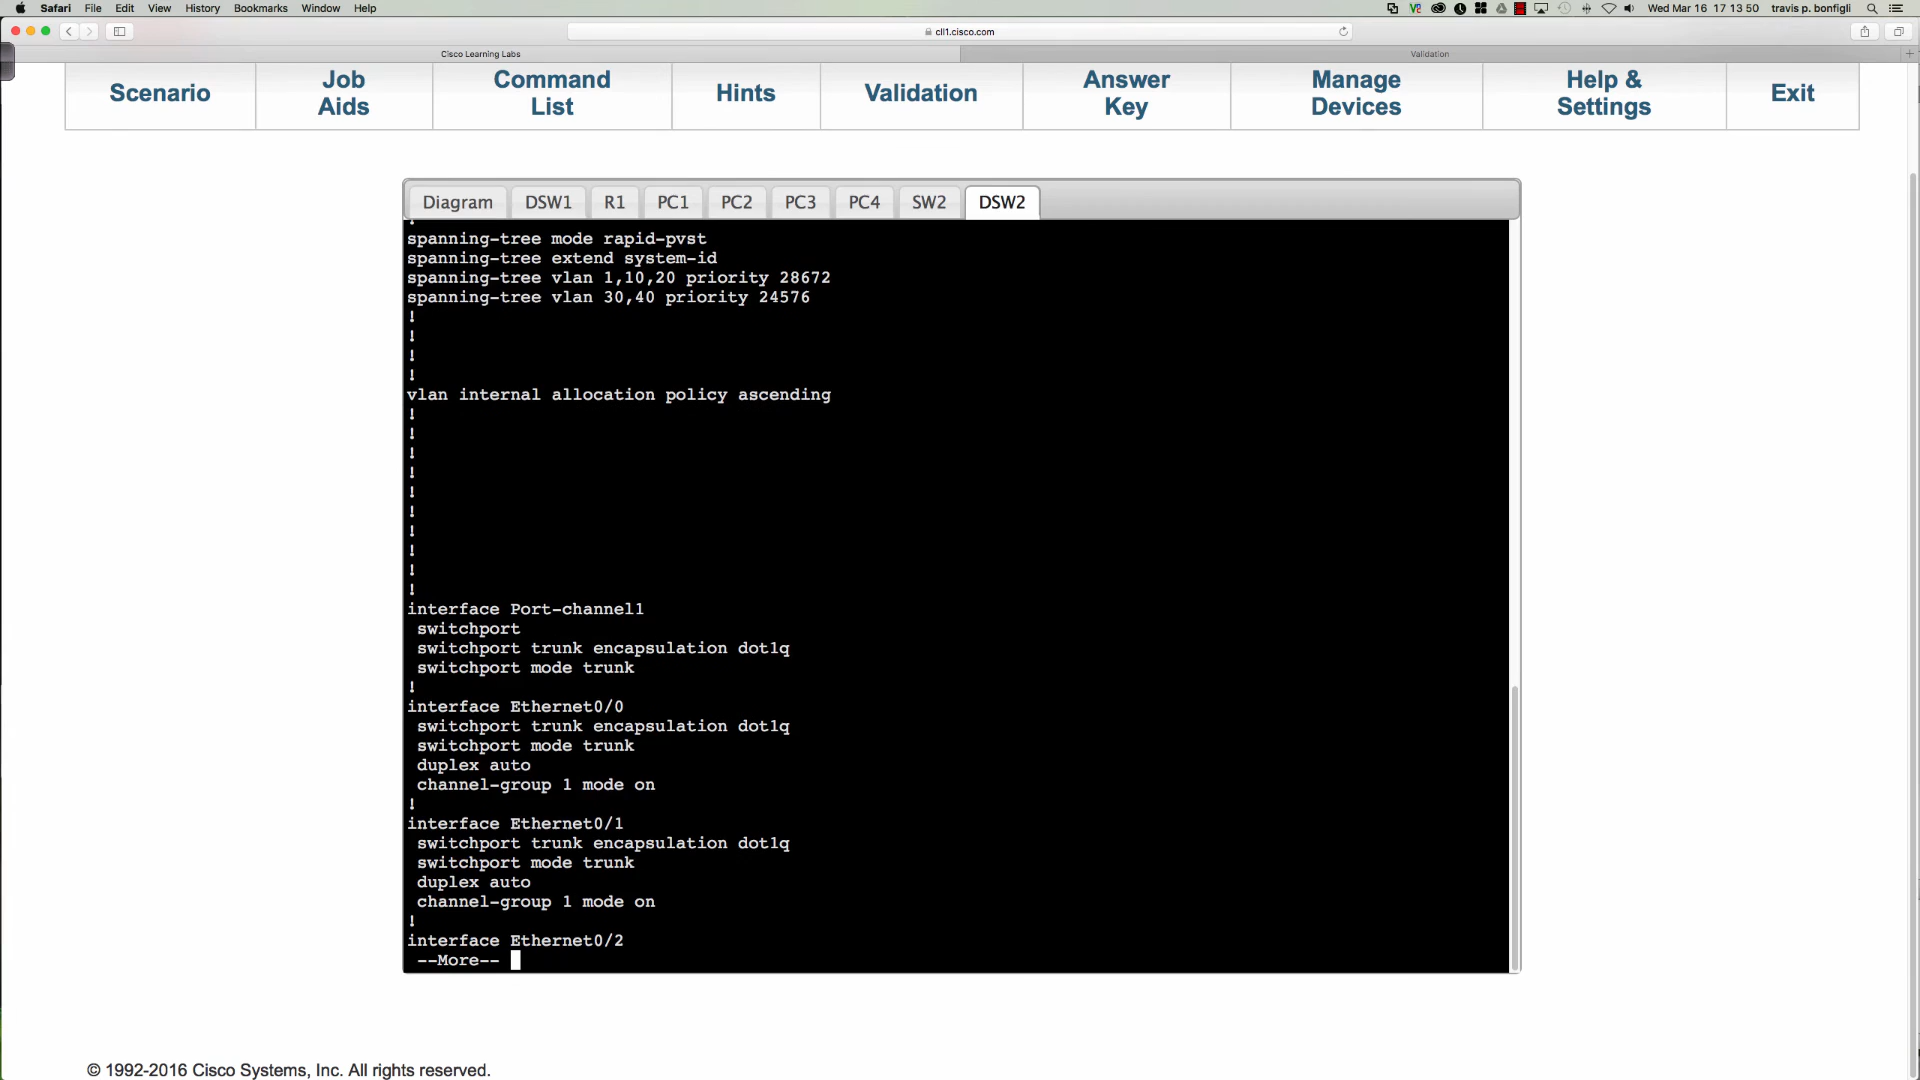 Safari File Edit View History Bookmarks Window Help
Wed Mar 16 17 13 50 travis p. bonfigli
cll1.cisco.com
Cisco Learning Labs
Validation
Scenario
Job Aids
Command List
Hints
Validation
Answer Key
Manage Devices
Help & Settings
Exit
Diagram DSW1 R1 PC1 PC2 PC3 PC4 SW2 DSW2
!
spanning-tree mode rapid-pvst
spanning-tree extend system-id
spanning-tree vlan 1,10,20 priority 28672
spanning-tree vlan 30,40 priority 24576
!
!
!
!
vlan internal allocation policy ascending
!
!
!
!
!
!
!
!
!
!
interface Port-channel1
 switchport
 switchport trunk encapsulation dot1q
 switchport mode trunk
!
interface Ethernet0/0
 switchport trunk encapsulation dot1q
 switchport mode trunk
 duplex auto
 channel-group 1 mode on
!
interface Ethernet0/1
 switchport trunk encapsulation dot1q
 switchport mode trunk
 duplex auto
 channel-group 1 mode on
!
interface Ethernet0/2
 --More--
© 1992-2016 Cisco Systems, Inc. All rights reserved.